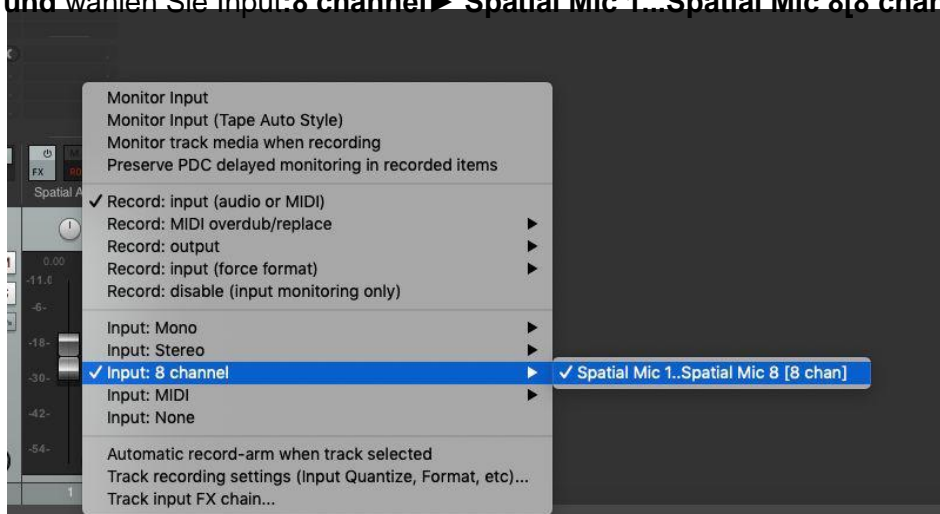 und wählen Sie Input:8 channel► Spatial Mic 1...Spatial Mic 8[8 chan
Monitor Input
Monitor Input (Tape Auto Style)
Monitor track media when recording
Preserve PDC delayed monitoring in recorded items
FX
Spatial A
✓ Record: input (audio or MIDI)
Record: MIDI overdub/replace ▶
Record: output ▶
Record: input (force format) ▶
Record: disable (input monitoring only)
0.00
-11.0
-6-
Input: Mono ▶
Input: Stereo ▶
-18-
✓ Input: 8 channel ▶ ✓ Spatial Mic 1..Spatial Mic 8 [8 chan]
-30-
Input: MIDI ▶
Input: None
-42-
-54-
Automatic record-arm when track selected
Track recording settings (Input Quantize, Format, etc)...
Track input FX chain...
1